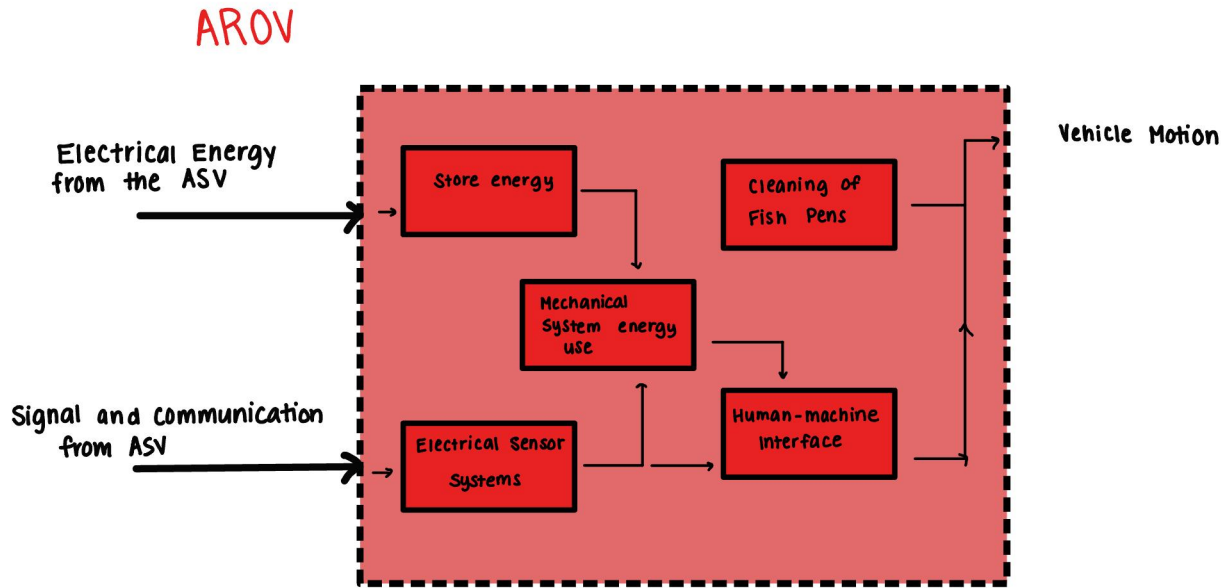 AROV
Electrical Energy
from the ASV
Store energy
Cleaning of
Fish Pens
Vehicle Motion
Mechanical
System energy
use
Signal and Communication
from ASV
Electrical Sensor
Systems
Human-machine
Interface